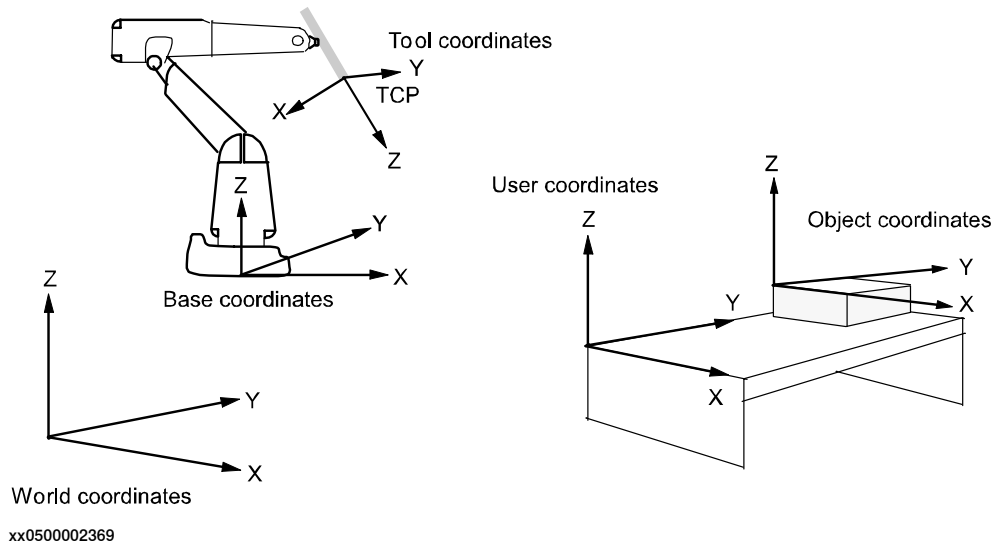 Tool coordinates
Y
TCP
X
Z
Z
User coordinates
Z
Object coordinates
Z
Y
X
Base coordinates
Y
X
Z
Y
X
Y
X
World coordinates
xx0500002369